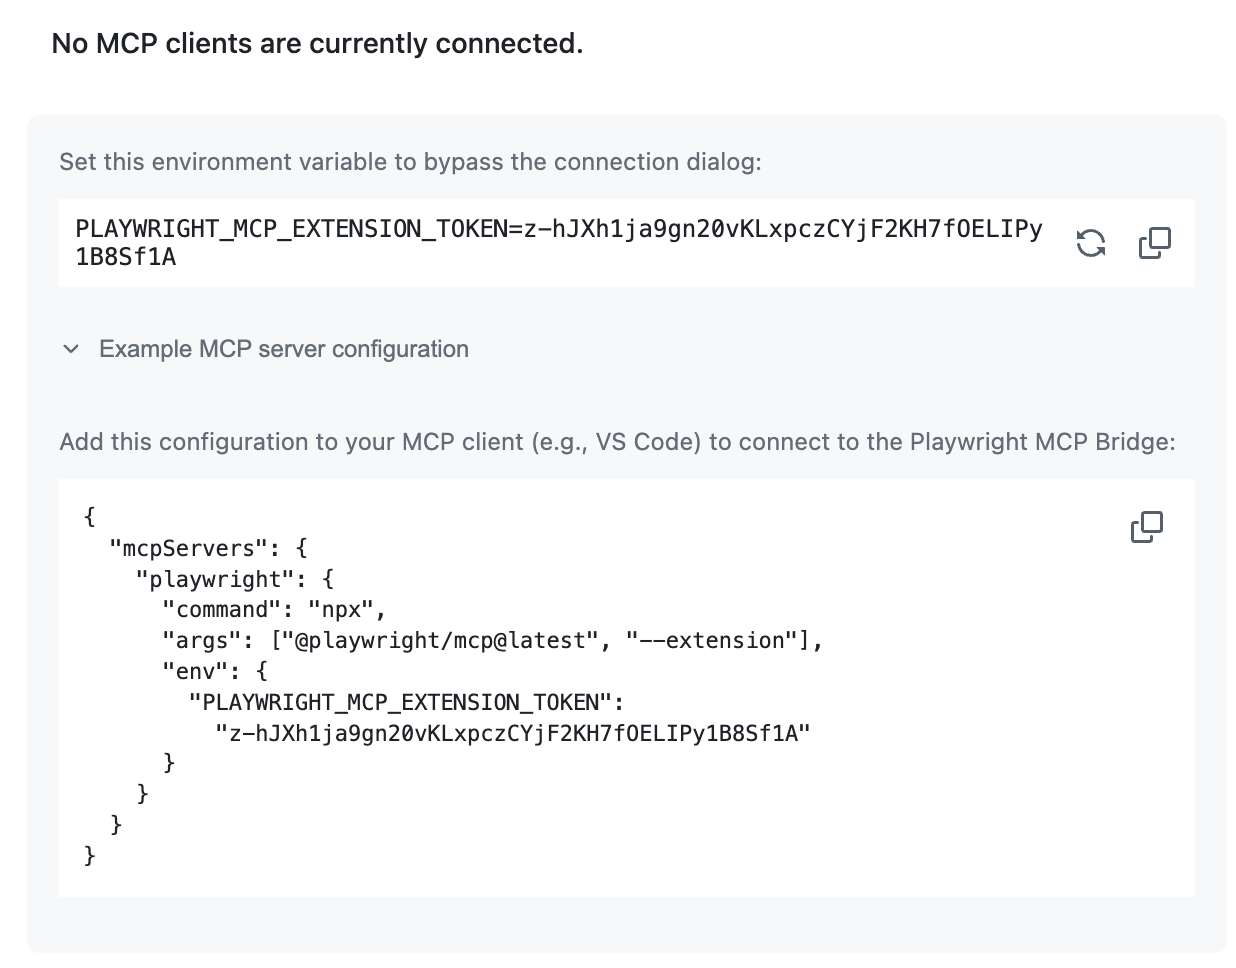 No MCP clients are currently connected.
Set this environment variable to bypass the connection dialog:
PLAYWRIGHT_MCP_EXTENSION_TOKEN=z-hJXh1ja9gn20vKLxpczCYjF2KH7fOELIPy
1B8Sf1A
Example MCP server configuration
Add this configuration to your MCP client (e.g., VS Code) to connect to the Playwright MCP Bridge:
{
  "mcpServers": {
    "playwright": {
      "command": "npx",
      "args": ["@playwright/mcp@latest", "--extension"],
      "env": {
        "PLAYWRIGHT_MCP_EXTENSION_TOKEN":
          "z-hJXh1ja9gn20vKLxpczCYjF2KH7fOELIPy1B8Sf1A"
      }
    }
  }
}